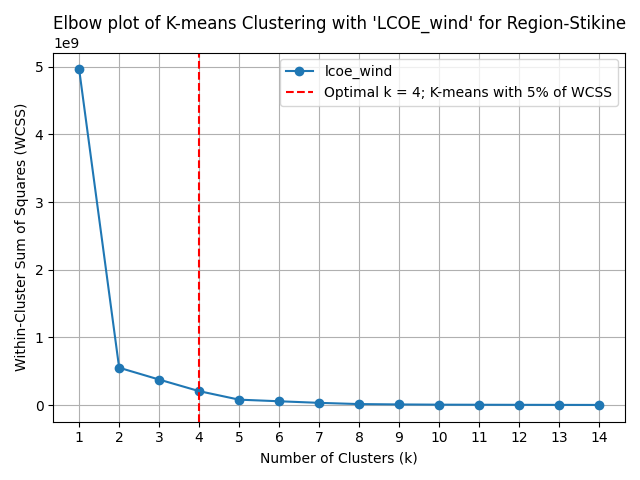 Elbow plot of K-means Clustering with 'LCOE_wind' for Region-Stikine
1e9
lcoe_wind
Optimal k = 4; K-means with 5% of WCSS
Within-Cluster Sum of Squares (WCSS)
5
4
3
2
1
0
1 2 3 4 5 6 7 8 9 10 11 12 13 14
Number of Clusters (k)